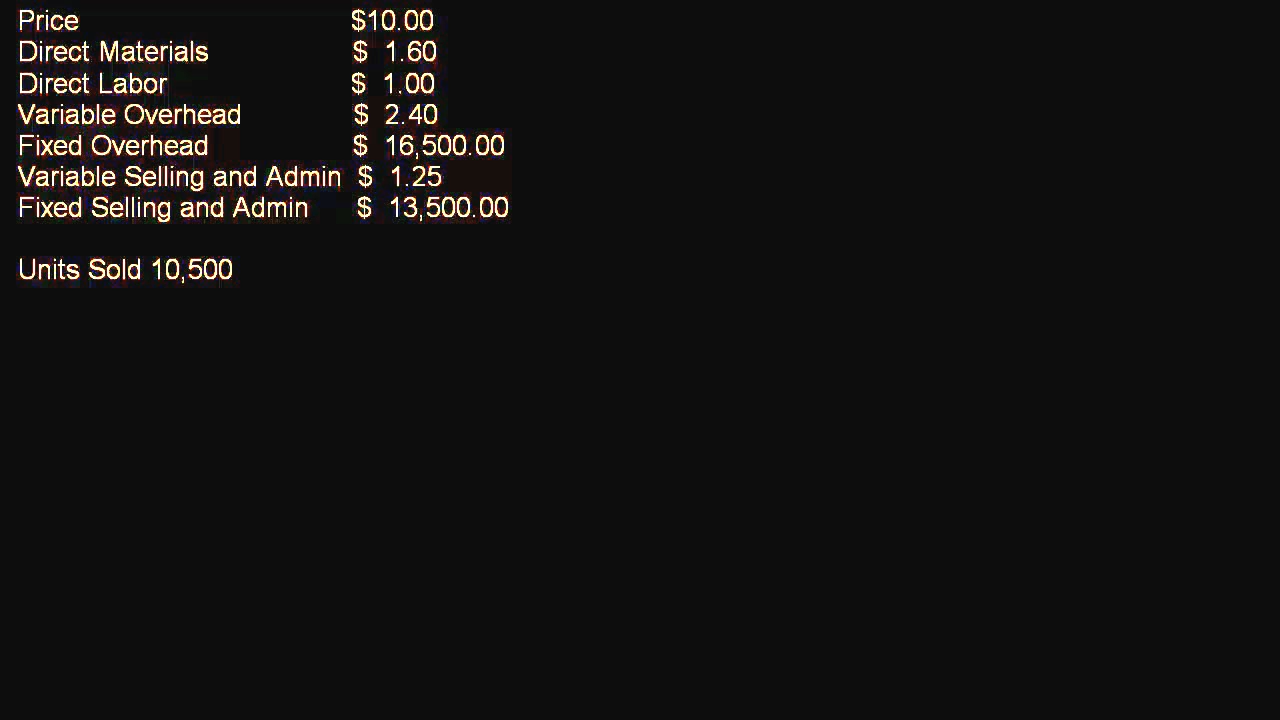 Price $10.00
Direct Materials $ 1.60
Direct Labor $ 1.00
Variable Overhead $ 2.40
Fixed Overhead $ 16,500.00
Variable Selling and Admin $ 1.25
Fixed Selling and Admin $ 13,500.00
Units Sold 10,500